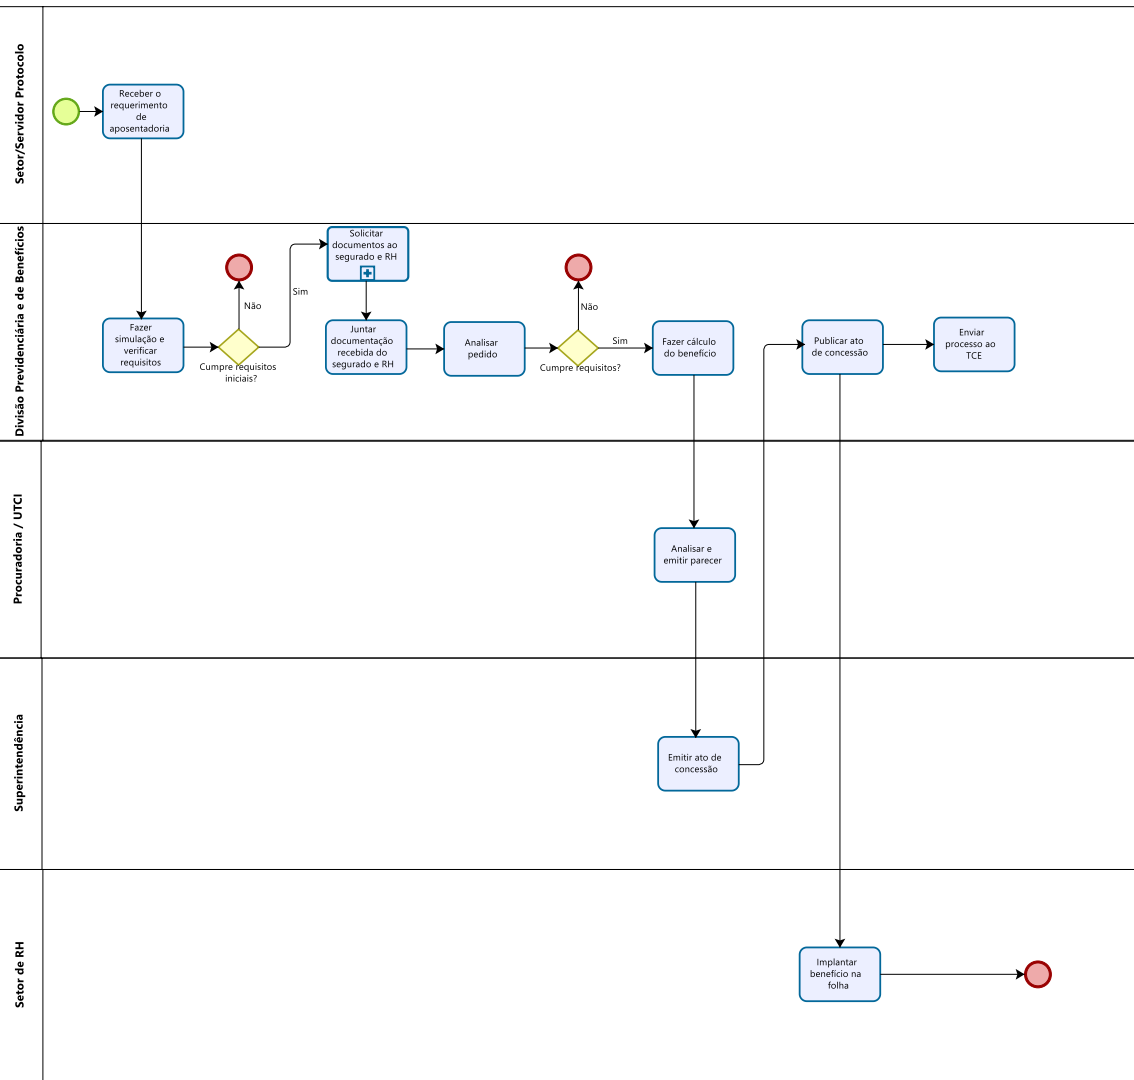 Setor/Servidor Protocolo
Receber o
requerimento
de
aposentadoria
Divisão Previdenciária e de Benefícios
Fazer
simulação e
verificar
requisitos
Não
Cumpre requisitos
iniciais?
Sim
Solicitar
documentos ao
segurado e RH
Juntar
documentação
recebida do
segurado e RH
Analisar
pedido
Não
Cumpre requisitos?
Sim
Fazer cálculo
do benefício
Publicar ato
de concessão
Enviar
processo ao
TCE
Procuradoria / UTCI
Analisar e
emitir parecer
Superintendência
Emitir ato de
concessão
Setor de RH
Implantar
benefício na
folha